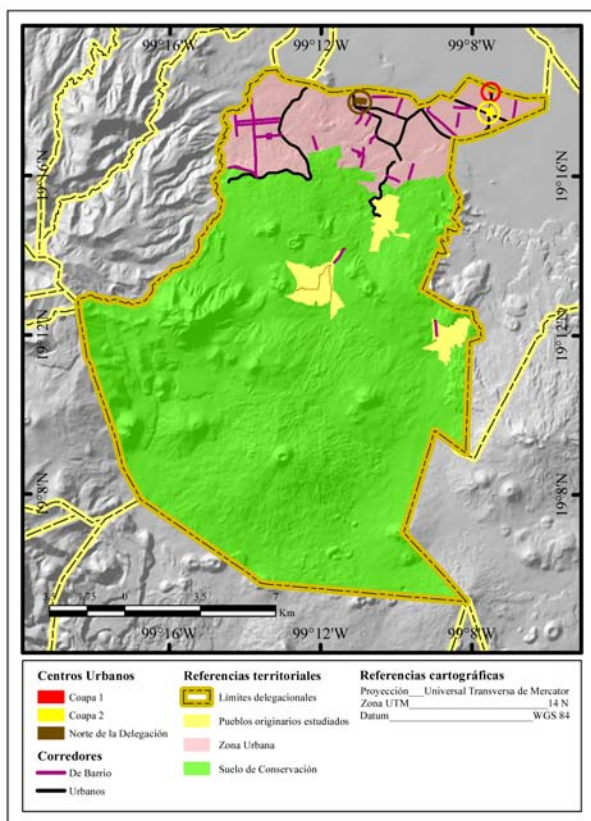 99°16'W 99°12'W 99°8'W
19°16'N 19°16'N
19°12'N 19°12'N
19°8'N 19°8'N
3.5 1.75 0 3.5 7
Km
99°16'W 99°12'W 99°8'W
Centros Urbanos
Coapa 1
Coapa 2
Norte de la Delegación
Corredores
De Barrio
Urbanos
Referencias territoriales
Límites delegacionales
Pueblos originarios estudiados
Zona Urbana
Suelo de Conservación
Referencias cartográficas
Proyección___Universal Transversa de Mercator
Zona UTM____________________14 N
Datum________________________WGS 84